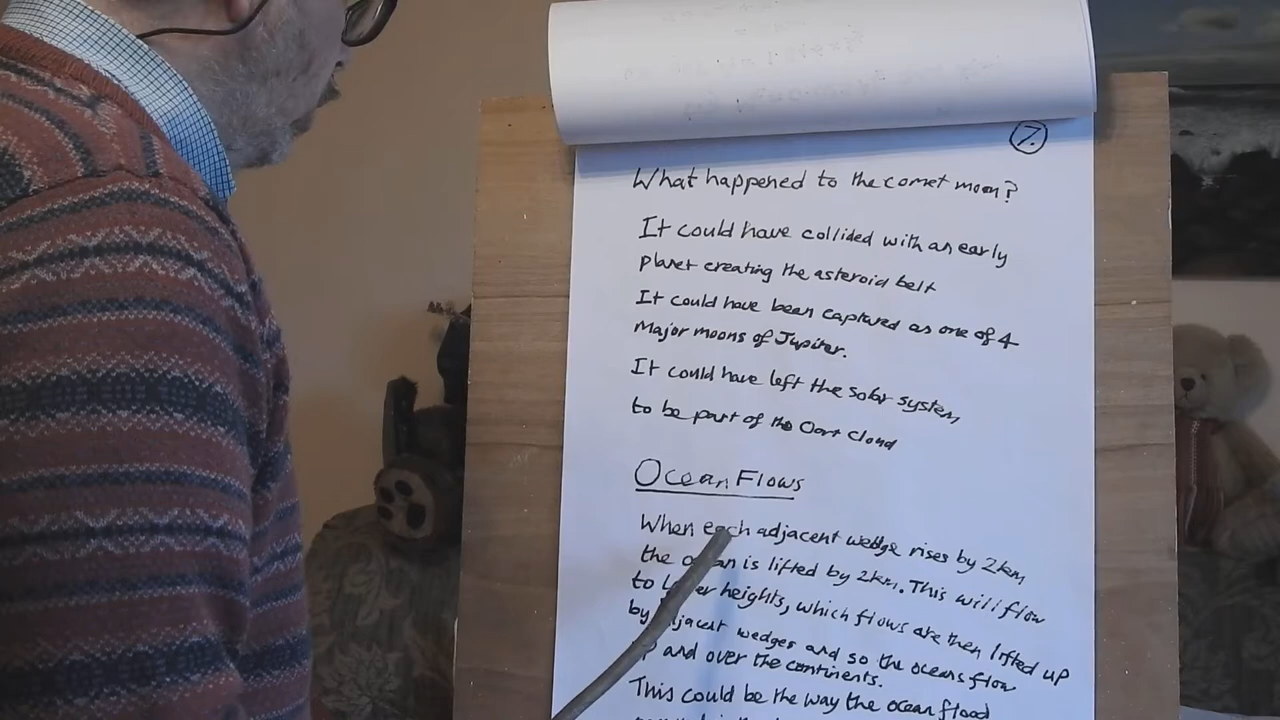 7.
What happened to the comet moon?
It could have collided with an early
planet creating the asteroid belt
It could have been captured as one of 4
Major moons of Jupiter.
It could have left the solar system
to be part of the Oort Cloud
Ocean Flows
When each adjacent wedge rises by 2km
the is lifted by 2km. This will flow
to heights, which flows are then lifted up
by wedges and so the oceans flow
and over the continents.
This could be the way the ocean flood